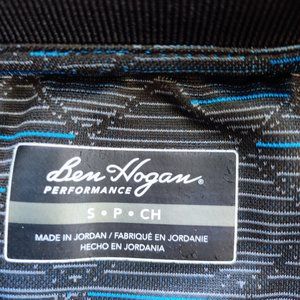 Ben Hogan®
PERFORMANCE
S • P • CH
MADE IN JORDAN / FABRIQUÉ EN JORDANIE
HECHO EN JORDANIA